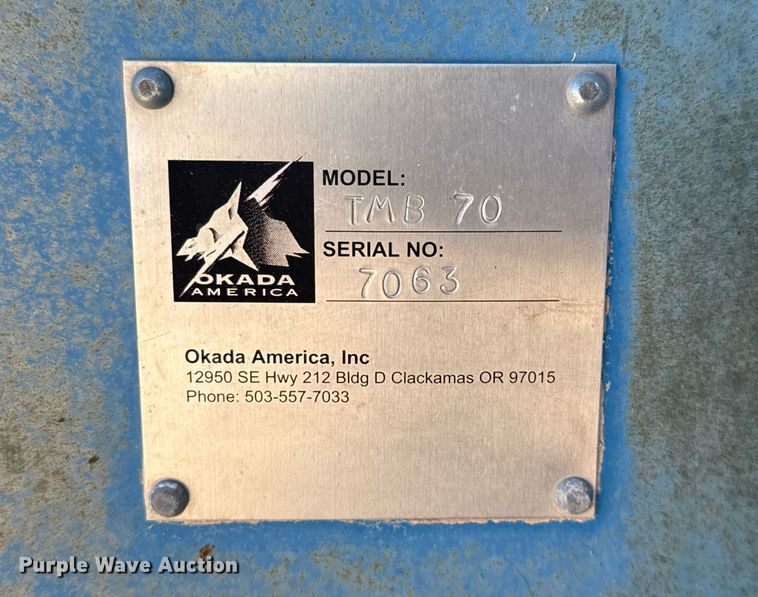 MODEL:
TMB 70
SERIAL NO:
7063
OKADA
AMERICA
Okada America, Inc
12950 SE Hwy 212 Bldg D Clackamas OR 97015
Phone: 503-557-7033
Purple Wave Auction